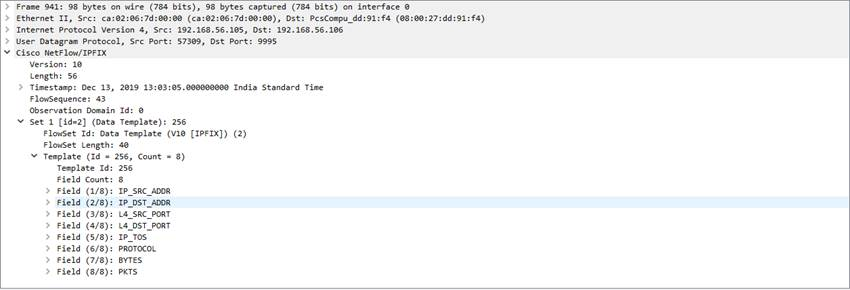 Frame 941: 98 bytes on wire (784 bits), 98 bytes captured (784 bits) on interface 0
Ethernet II, Src: ca:02:06:7d:00:00 (ca:02:06:7d:00:00), Dst: PcsCompu_dd:91:f4 (08:00:27:dd:91:f4)
Internet Protocol Version 4, Src: 192.168.56.105, Dst: 192.168.56.106
User Datagram Protocol, Src Port: 57309, Dst Port: 9995
Cisco NetFlow/IPFIX
Version: 10
Length: 56
Timestamp: Dec 13, 2019 13:03:05.000000000 India Standard Time
FlowSequence: 43
Observation Domain Id: 0
Set 1 [id=2] (Data Template): 256
FlowSet Id: Data Template (V10 [IPFIX]) (2)
FlowSet Length: 40
Template (Id = 256, Count = 8)
Template Id: 256
Field Count: 8
Field (1/8): IP_SRC_ADDR
Field (2/8): IP_DST_ADDR
Field (3/8): L4_SRC_PORT
Field (4/8): L4_DST_PORT
Field (5/8): IP_TOS
Field (6/8): PROTOCOL
Field (7/8): BYTES
Field (8/8): PKTS